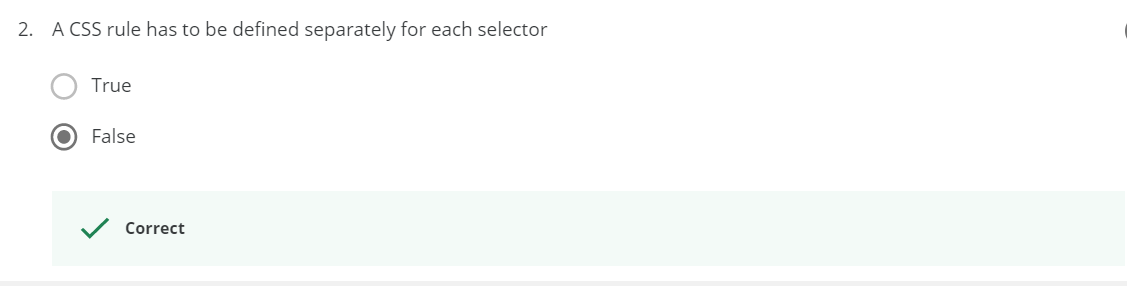 2. A CSS rule has to be defined separately for each selector
True
False
Correct